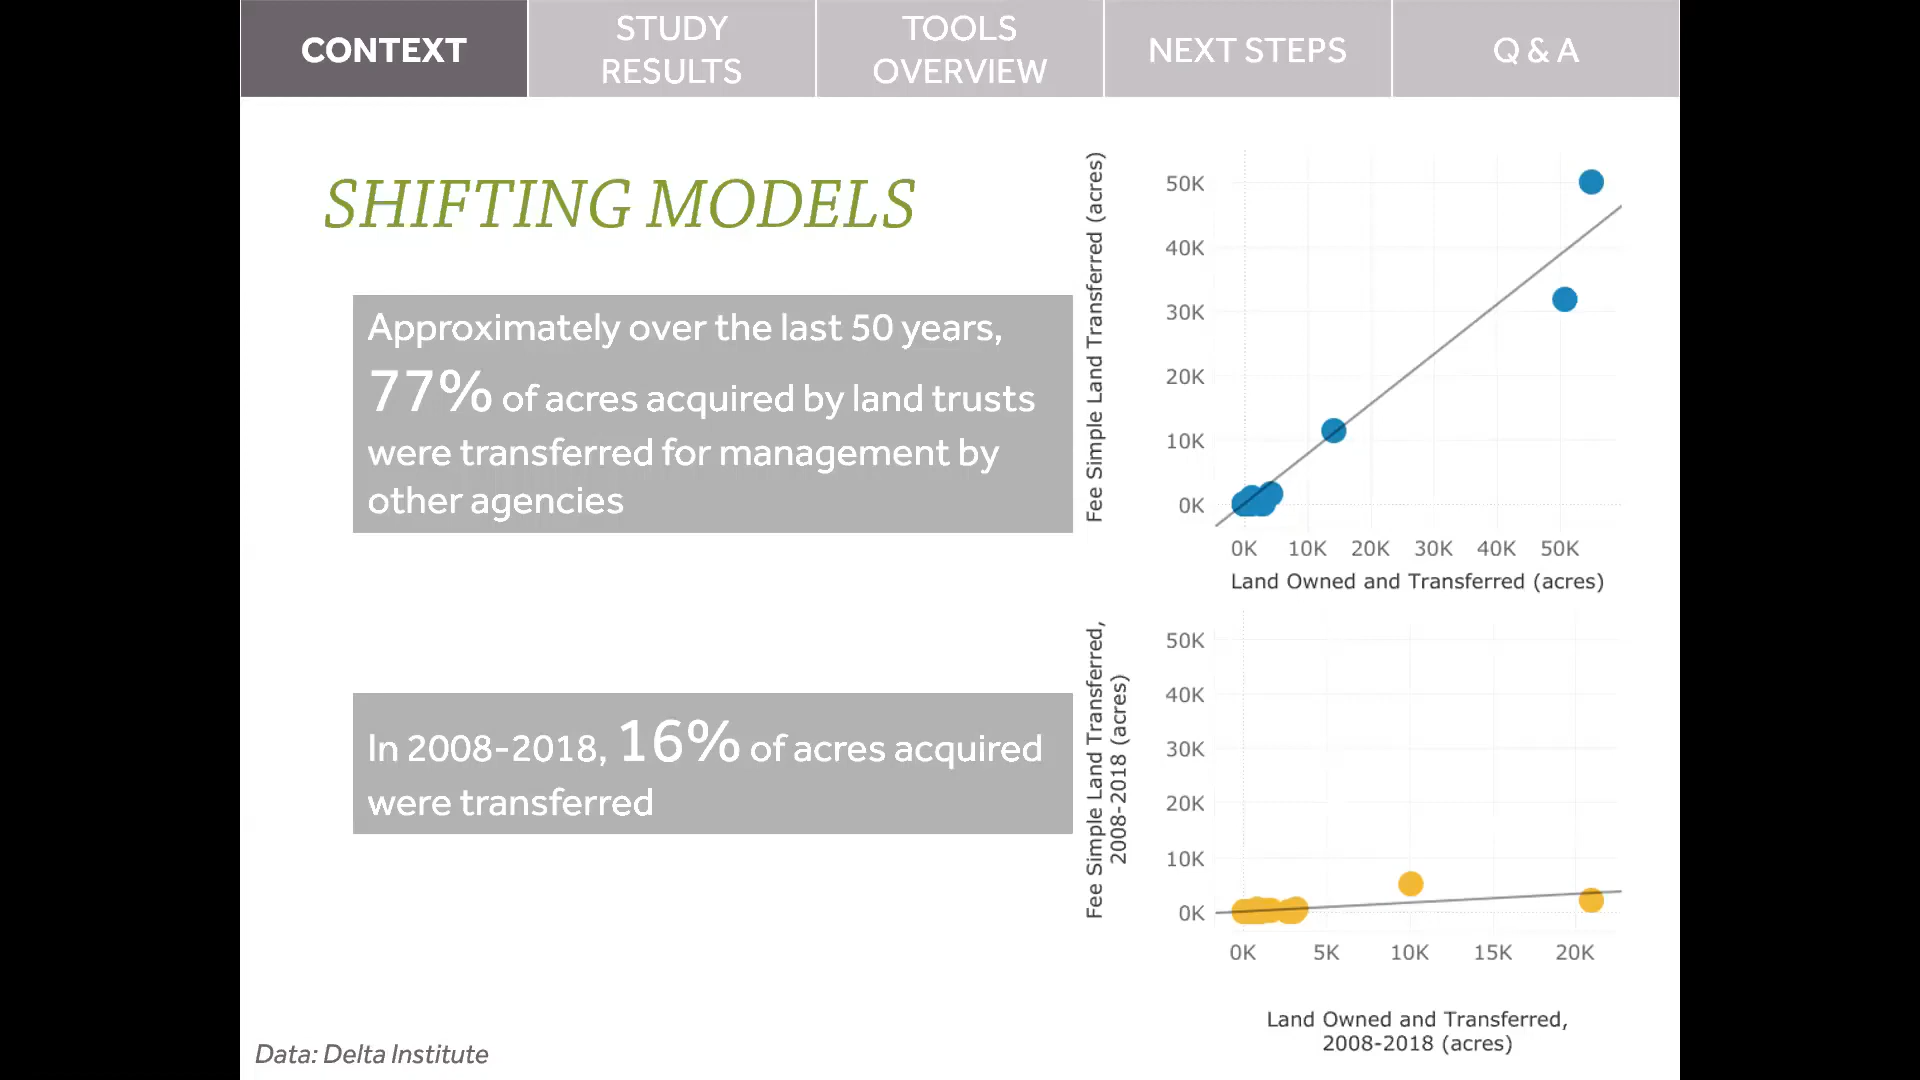 CONTEXT
STUDY
RESULTS
TOOLS
OVERVIEW
NEXT STEPS
Q & A
SHIFTING MODELS
Approximately over the last 50 years,
77% of acres acquired by land trusts
were transferred for management by
other agencies
In 2008-2018, 16% of acres acquired
were transferred
Data: Delta Institute
Fee Simple Land Transferred (acres)
50K
40K
30K
20K
10K
0K
0K 10K 20K 30K 40K 50K
Land Owned and Transferred (acres)
Fee Simple Land Transferred,
2008-2018 (acres)
50K
40K
30K
20K
10K
0K
0K 5K 10K 15K 20K
Land Owned and Transferred,
2008-2018 (acres)